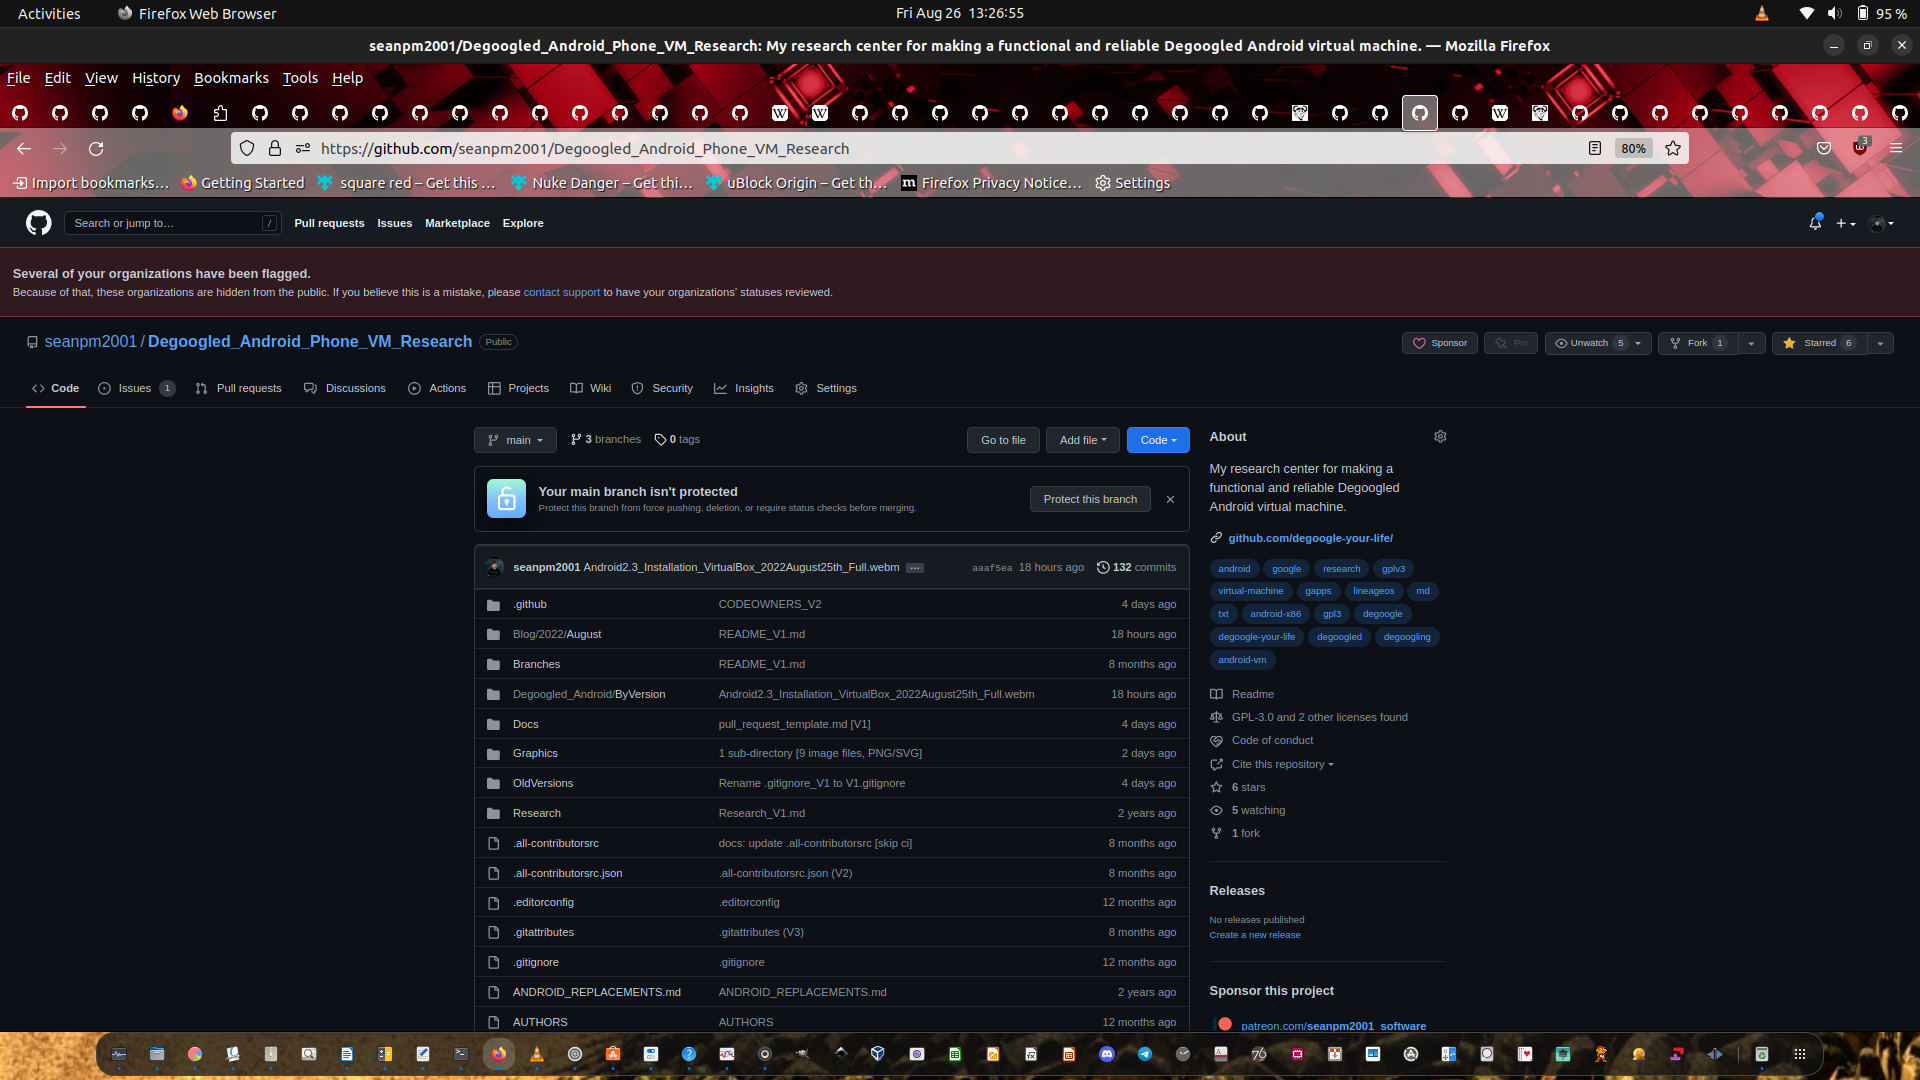 Activities
Firefox Web Browser
Fri Aug 26 13:26:55
95 %
seanpm2001/Degoogled_Android_Phone_VM_Research: My research center for making a functional and reliable Degoogled Android virtual machine. — Mozilla Firefox
File Edit View History Bookmarks Tools Help
https://github.com/seanpm2001/Degoogled_Android_Phone_VM_Research
80%
3
Import bookmarks…
Getting Started
square red – Get this …
Nuke Danger – Get thi…
uBlock Origin – Get th…
Firefox Privacy Notice…
Settings
Search or jump to…
/
Pull requests
Issues
Marketplace
Explore
Several of your organizations have been flagged.
Because of that, these organizations are hidden from the public. If you believe this is a mistake, please contact support to have your organizations' statuses reviewed.
seanpm2001 / Degoogled_Android_Phone_VM_Research Public
Sponsor
Pin
Unwatch 5
Fork 1
Starred 6
Code
Issues 1
Pull requests
Discussions
Actions
Projects
Wiki
Security
Insights
Settings
main
3 branches
0 tags
Go to file
Add file
Code
Your main branch isn't protected
Protect this branch from force pushing, deletion, or require status checks before merging.
Protect this branch
seanpm2001 Android2.3_Installation_VirtualBox_2022August25th_Full.webm … aaaf5ea 18 hours ago 132 commits
.github CODEOWNERS_V2 4 days ago
Blog/2022/August README_V1.md 18 hours ago
Branches README_V1.md 8 months ago
Degoogled_Android/ByVersion Android2.3_Installation_VirtualBox_2022August25th_Full.webm 18 hours ago
Docs pull_request_template.md [V1] 4 days ago
Graphics 1 sub-directory [9 image files, PNG/SVG] 2 days ago
OldVersions Rename .gitignore_V1 to V1.gitignore 4 days ago
Research Research_V1.md 2 years ago
.all-contributorsrc docs: update .all-contributorsrc [skip ci] 8 months ago
.all-contributorsrc.json .all-contributorsrc.json (V2) 8 months ago
.editorconfig .editorconfig 12 months ago
.gitattributes .gitattributes (V3) 8 months ago
.gitignore .gitignore 12 months ago
ANDROID_REPLACEMENTS.md ANDROID_REPLACEMENTS.md 2 years ago
AUTHORS AUTHORS 12 months ago
About
My research center for making a
functional and reliable Degoogled
Android virtual machine.
github.com/degoogle-your-life/
android google research gplv3
virtual-machine gapps lineageos md
txt android-x86 gpl3 degoogle
degoogle-your-life degoogled degoogling
android-vm
Readme
GPL-3.0 and 2 other licenses found
Code of conduct
Cite this repository
6 stars
5 watching
1 fork
Releases
No releases published
Create a new release
Sponsor this project
patreon.com/seanpm2001_software